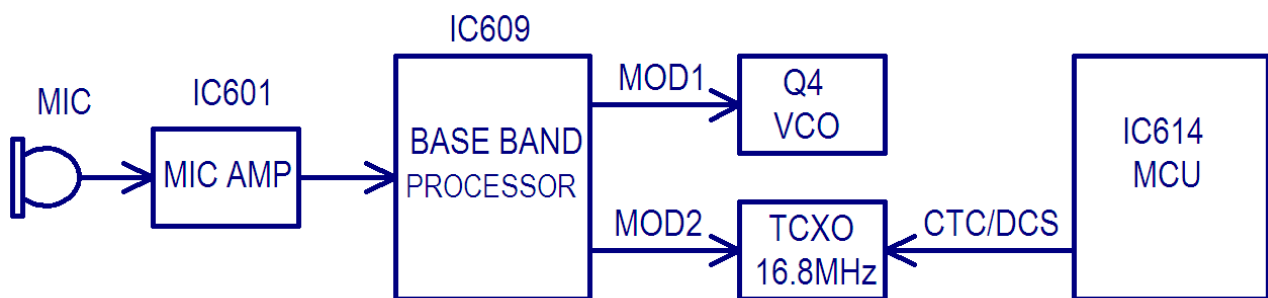 MIC
IC601
MIC AMP
IC609
BASE BAND
PROCESSOR
MOD1
Q4
VCO
MOD2
TCXO
16.8MHz
CTC/DCS
IC614
MCU